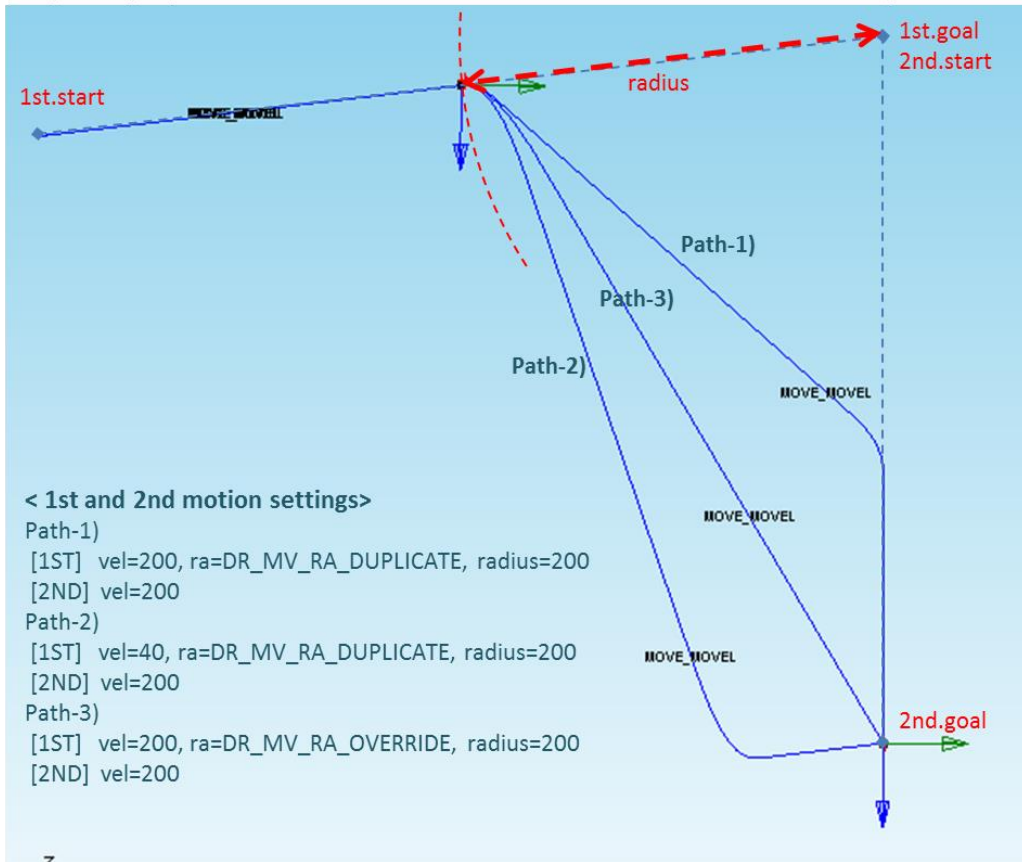 1st.goal
2nd.start
radius
1st.start
MOVE_MOVEL
Path-1)
Path-3)
Path-2)
MOVE_MOVEL
< 1st and 2nd motion settings>
Path-1)
[1ST] vel=200, ra=DR_MV_RA_DUPLICATE, radius=200
[2ND] vel=200
Path-2)
[1ST] vel=40, ra=DR_MV_RA_DUPLICATE, radius=200
[2ND] vel=200
Path-3)
[1ST] vel=200, ra=DR_MV_RA_OVERRIDE, radius=200
[2ND] vel=200
MOVE_MOVEL
MOVE_MOVEL
2nd.goal